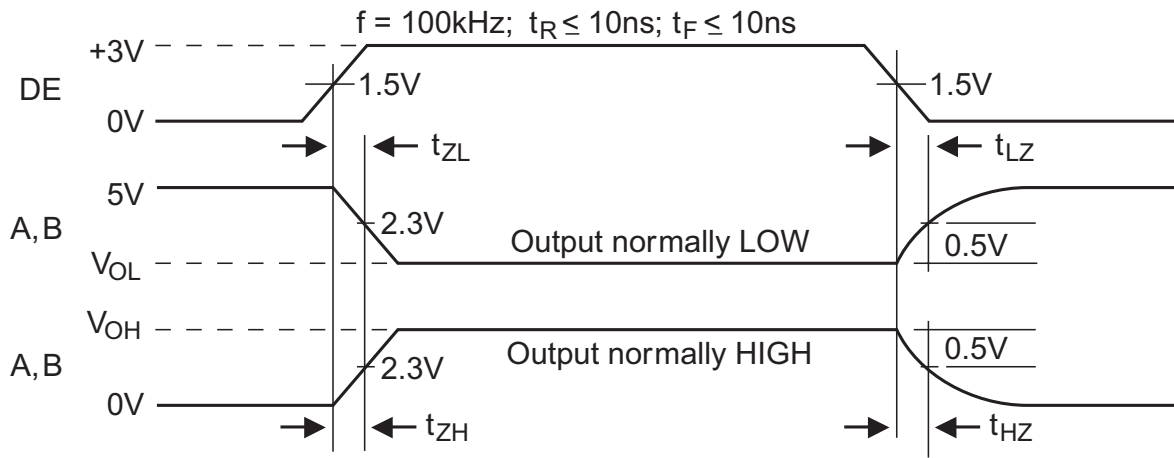 f = 100kHz; tR ≤ 10ns; tF ≤ 10ns
+3V
DE
1.5V
1.5V
0V
tZL
tLZ
5V
A,B
2.3V
Output normally LOW
0.5V
VOL
VOH
A,B
2.3V
Output normally HIGH
0.5V
0V
tZH
tHZ